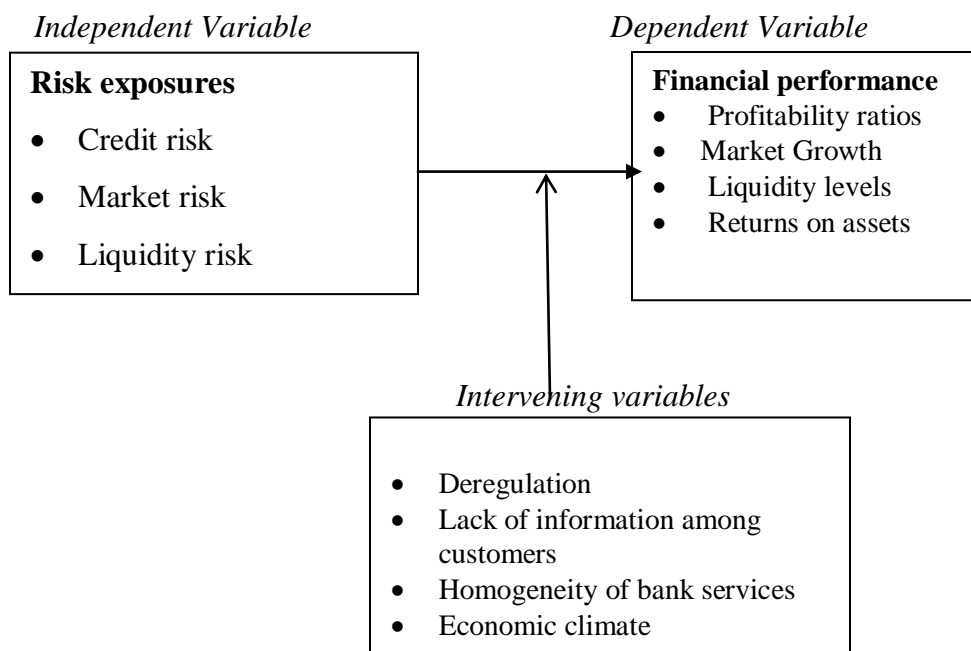 Independent Variable
Risk exposures
• Credit risk
• Market risk
• Liquidity risk
Dependent Variable
Financial performance
• Profitability ratios
• Market Growth
• Liquidity levels
• Returns on assets
Intervening variables
• Deregulation
• Lack of information among
customers
• Homogeneity of bank services
• Economic climate